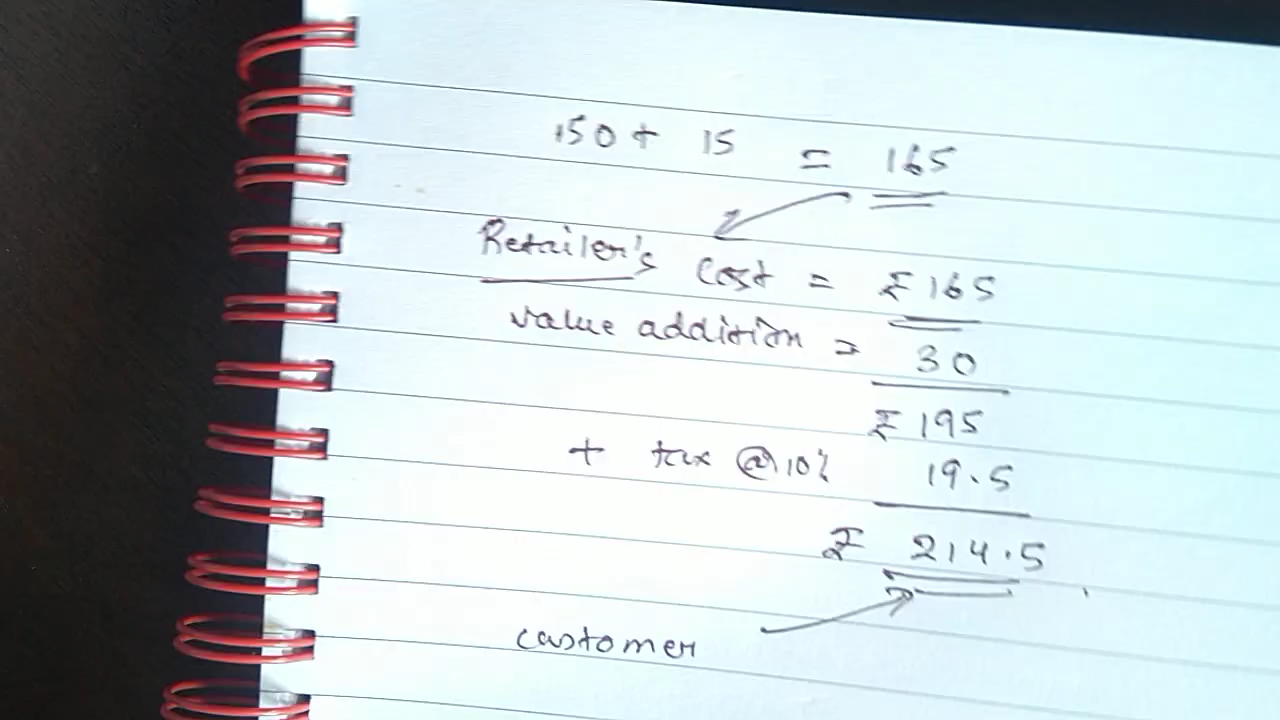 150 + 15 = 165
Retailer's cost = ₹ 165
value addition = 30
₹ 195
+ tax @ 10% 19.5
₹ 214.5
customer